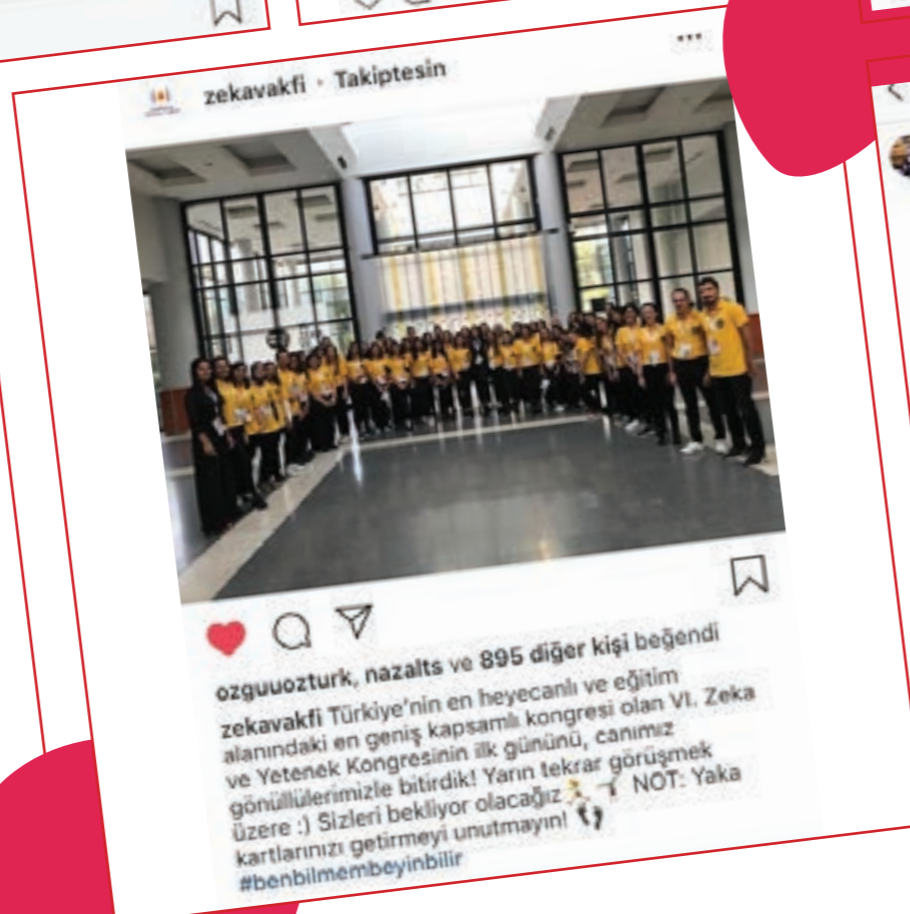 zekavakfi • Takiptesin
ozguuozturk, nazalts ve 895 diğer kişi beğendi
zekavakfi Türkiye'nin en heyecanlı ve eğitim
alanındaki en geniş kapsamlı kongresi olan VI. Zeka
ve Yetenek Kongresinin ilk gününü, canımız
gönüllülerimizle bitirdik! Yarın tekrar görüşmek
üzere :) Sizleri bekliyor olacağız NOT: Yaka
kartlarınızı getirmeyi unutmayın!
#benbilmembeyinbilir